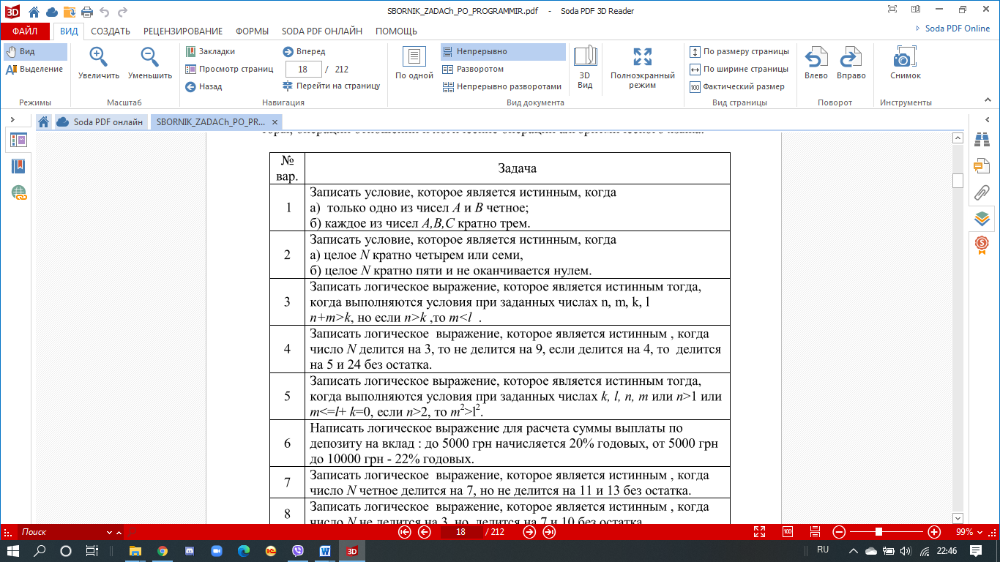 SBORNIK_ZADACh_PO_PROGRAMMIR.pdf - Soda PDF 3D Reader
ФАЙЛ ВИД СОЗДАТЬ РЕЦЕНЗИРОВАНИЕ ФОРМЫ SODA PDF ОНЛАЙН ПОМОЩЬ Soda PDF Online
Вид
Выделение
Режимы
Увеличить Уменьшить
Масштаб
Закладки
Просмотр страниц
Назад
Вперед
18 / 212
Перейти на страницу
Навигация
По одной
Непрерывно
Разворотом
Непрерывно разворотами
3D
Вид
Вид документа
Полноэкранный
режим
По размеру страницы
По ширине страницы
100 Фактический размер
Вид страницы
Влево Вправо
Поворот
Снимок
Инструменты
Soda PDF онлайн SBORNIK_ZADACh_PO_PR...
№
вар.
Задача
1
Записать условие, которое является истинным, когда
а) только одно из чисел A и B четное;
б) каждое из чисел A,B,C кратно трем.
2
Записать условие, которое является истинным, когда
а) целое N кратно четырем или семи,
б) целое N кратно пяти и не оканчивается нулем.
3
Записать логическое выражение, которое является истинным тогда,
когда выполняются условия при заданных числах n, m, k, l
n+m>k, но если n>k ,то m<l .
4
Записать логическое выражение, которое является истинным , когда
число N делится на 3, то не делится на 9, если делится на 4, то делится
на 5 и 24 без остатка.
5
Записать логическое выражение, которое является истинным тогда,
когда выполняются условия при заданных числах k, l, n, m или n>1 или
m<=l+ k=0, если n>2, то m²>l².
6
Написать логическое выражение для расчета суммы выплаты по
депозиту на вклад : до 5000 грн начисляется 20% годовых, от 5000 грн
до 10000 грн - 22% годовых.
7
Записать логическое выражение, которое является истинным , когда
число N четное делится на 7, но не делится на 11 и 13 без остатка.
8
Записать логическое выражение, которое является истинным , когда
число N не делится на 3, но делится на 7 и 10 без остатка
Поиск
18 / 212
100
99%
RU
22:46